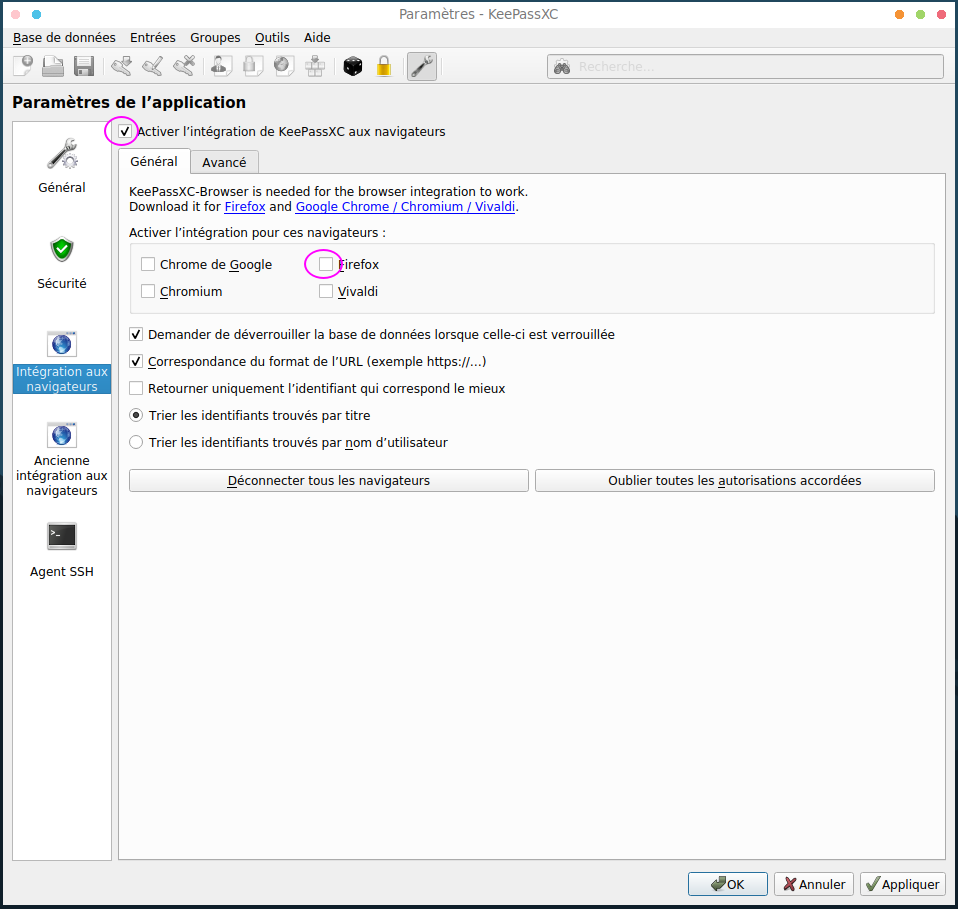 Paramètres - KeePassXC
Base de données Entrées Groupes Outils Aide
Recherche...
Paramètres de l’application
Activer l’intégration de KeePassXC aux navigateurs
Général
Sécurité
Intégration aux
navigateurs
Ancienne
intégration aux
navigateurs
Agent SSH
Général Avancé
KeePassXC-Browser is needed for the browser integration to work.
Download it for Firefox and Google Chrome / Chromium / Vivaldi.
Activer l’intégration pour ces navigateurs :
Chrome de Google Firefox
Chromium Vivaldi
Demander de déverrouiller la base de données lorsque celle-ci est verrouillée
Correspondance du format de l’URL (exemple https://...)
Retourner uniquement l’identifiant qui correspond le mieux
Trier les identifiants trouvés par titre
Trier les identifiants trouvés par nom d’utilisateur
Déconnecter tous les navigateurs Oublier toutes les autorisations accordées
OK Annuler Appliquer